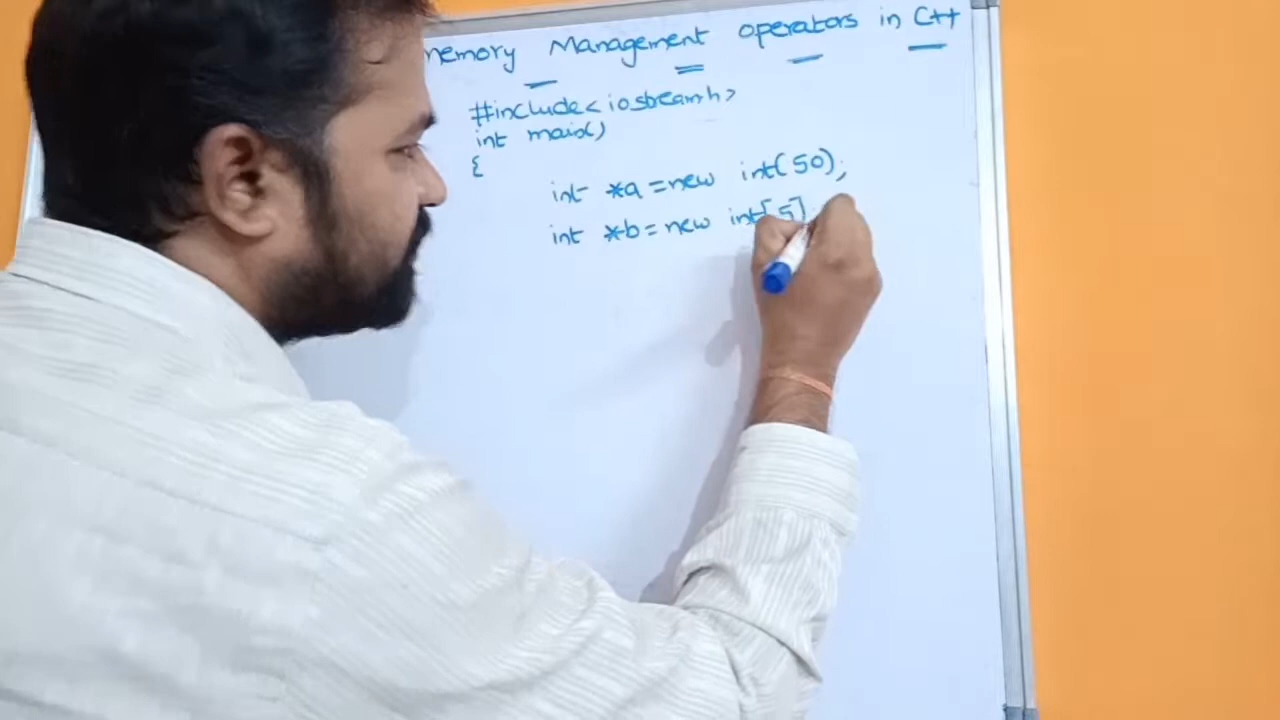 memory Management operators in C++
#include<iostream.h>
int main()
{
int *a=new int(50);
int *b=new int[5]